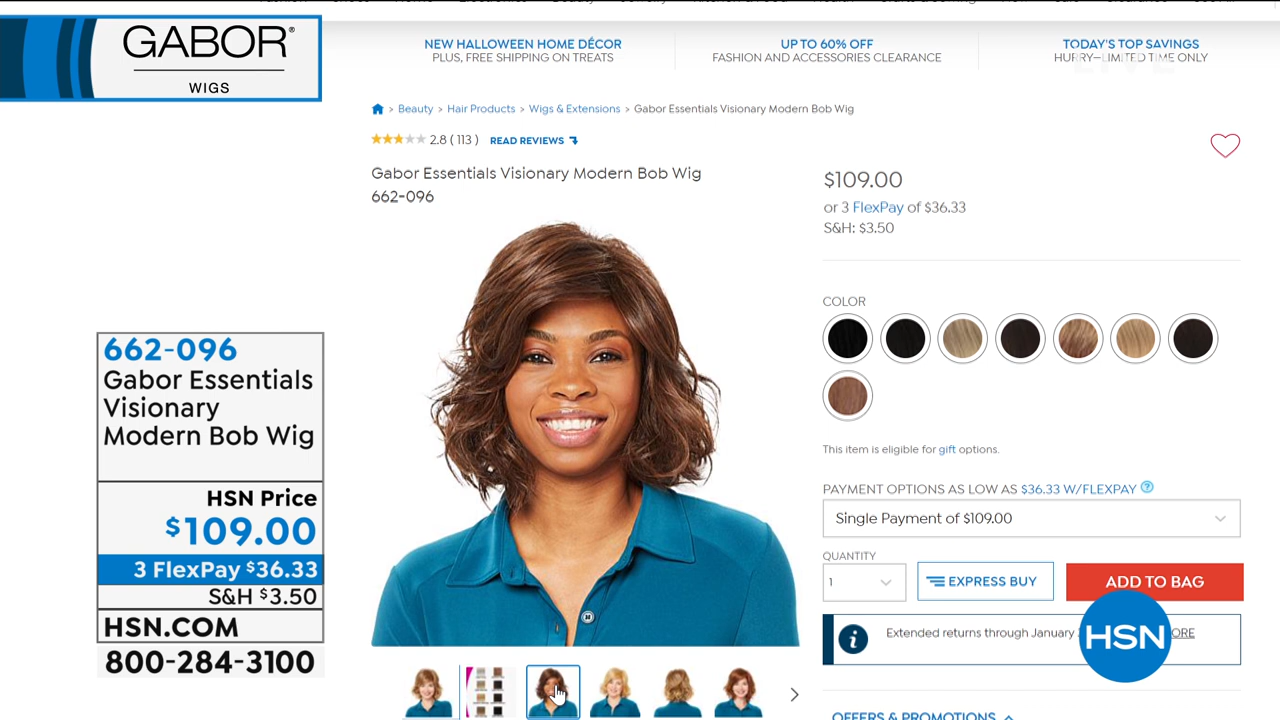 GABOR®
WIGS
NEW HALLOWEEN HOME DÉCOR
PLUS, FREE SHIPPING ON TREATS
UP TO 60% OFF
FASHION AND ACCESSORIES CLEARANCE
TODAY'S TOP SAVINGS
HURRY—LIMITED TIME ONLY
LIVE
> Beauty > Hair Products > Wigs & Extensions > Gabor Essentials Visionary Modern Bob Wig
2.8 ( 113 ) READ REVIEWS
Gabor Essentials Visionary Modern Bob Wig
662-096
$109.00
or 3 FlexPay of $36.33
S&H: $3.50
COLOR
This item is eligible for gift options.
PAYMENT OPTIONS AS LOW AS $36.33 W/FLEXPAY ?
Single Payment of $109.00
QUANTITY
1
EXPRESS BUY
ADD TO BAG
i
Extended returns through January
ORE
HSN
OFFERS & PROMOTIONS
662-096
Gabor Essentials
Visionary
Modern Bob Wig
HSN Price
$109.00
3 FlexPay $36.33
S&H $3.50
HSN.COM
800-284-3100